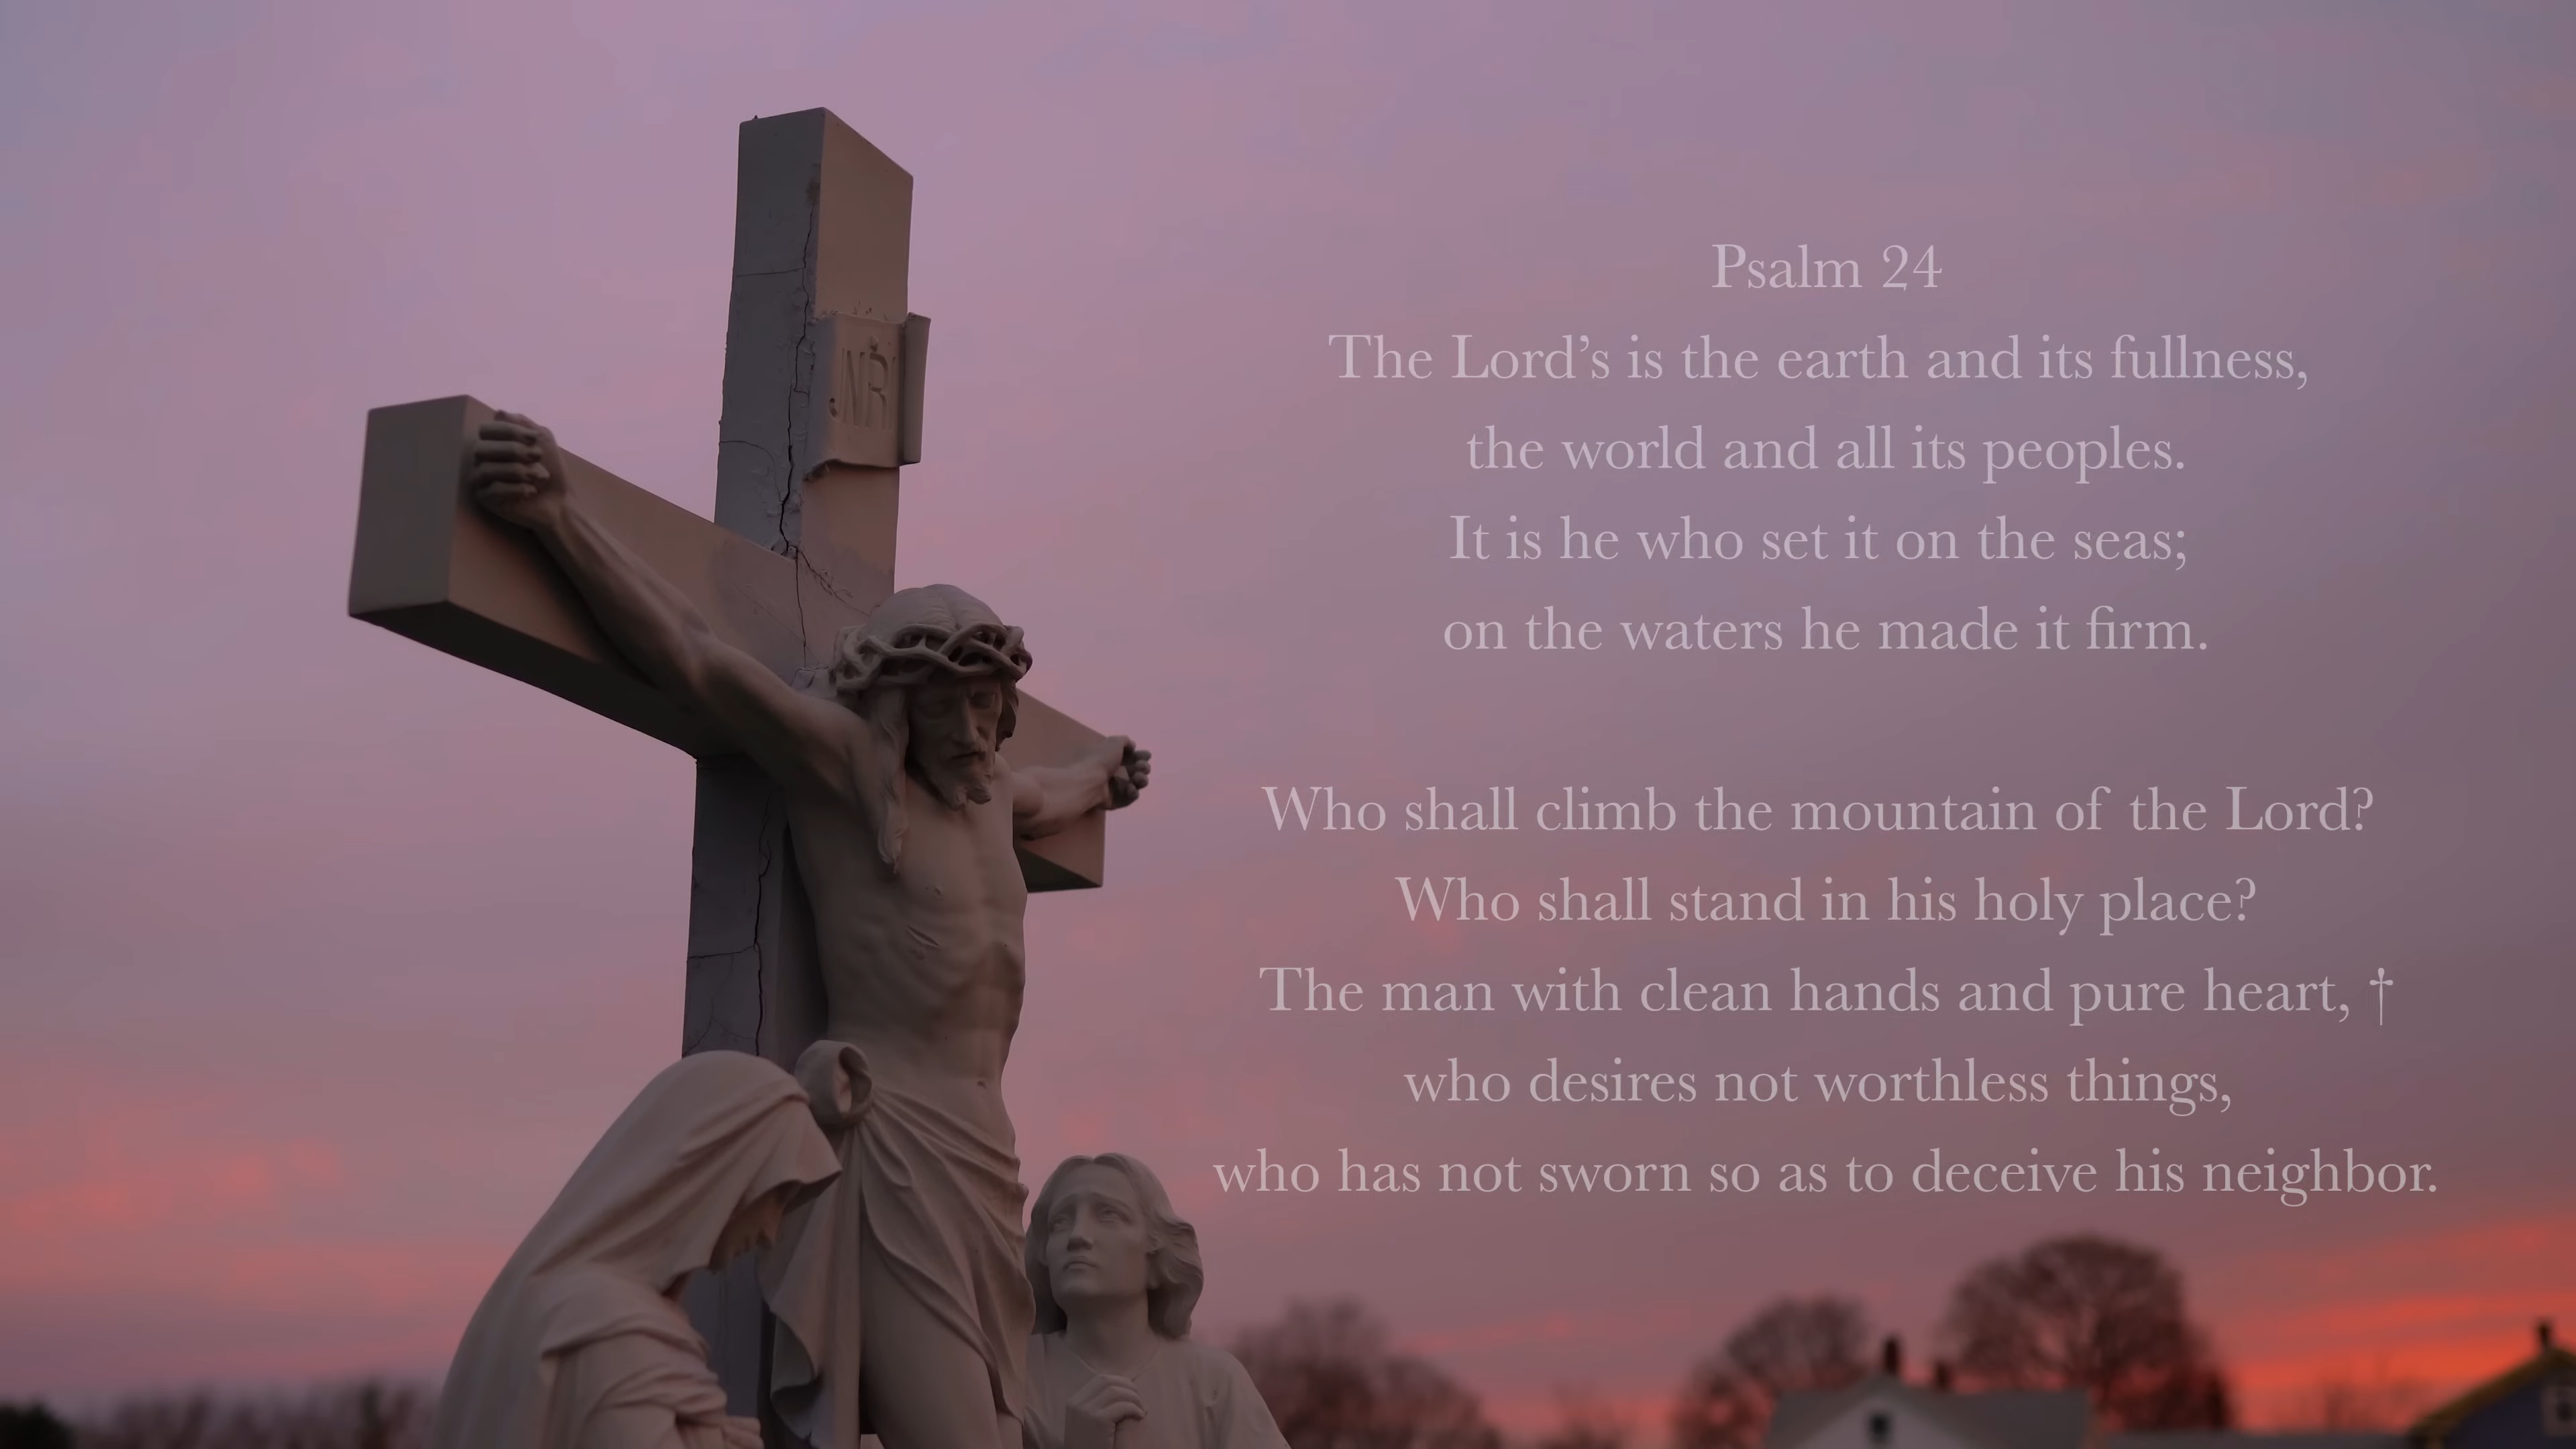 JNRI
Psalm 24
The Lord’s is the earth and its fullness,
the world and all its peoples.
It is he who set it on the seas;
on the waters he made it firm.
Who shall climb the mountain of the Lord?
Who shall stand in his holy place?
The man with clean hands and pure heart, †
who desires not worthless things,
who has not sworn so as to deceive his neighbor.